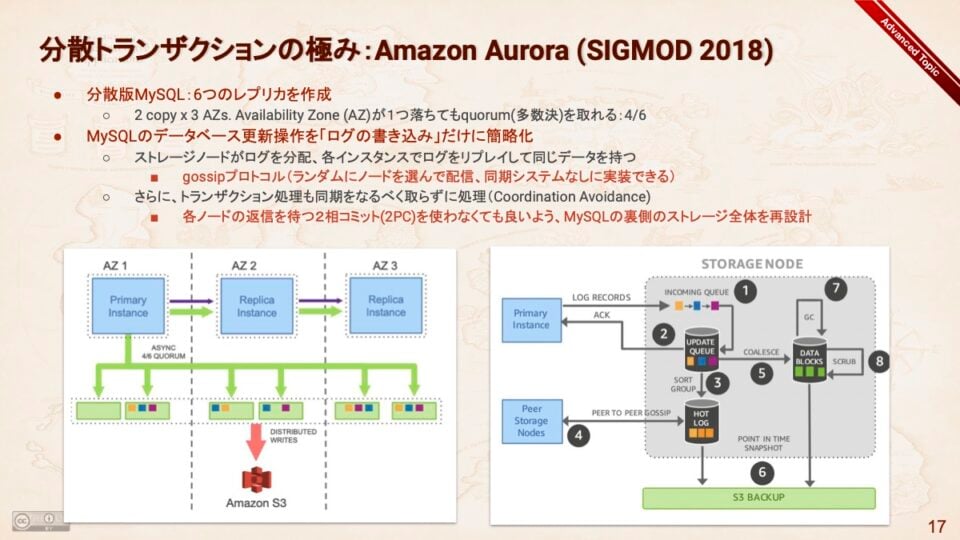 Advanced Topic
分散トランザクションの極み：Amazon Aurora (SIGMOD 2018)
● 分散版MySQL：6つのレプリカを作成
○ 2 copy x 3 AZs. Availability Zone (AZ)が１つ落ちてもquorum(多数決)を取れる：4/6
● MySQLのデータベース更新操作を「ログの書き込み」だけに簡略化
○ ストレージノードがログを分配、各インスタンスでログをリプレイして同じデータを持つ
■ gossipプロトコル（ランダムにノードを選んで配信、同期システムなしに実装できる）
○ さらに、トランザクション処理も同期をなるべく取らずに処理（Coordination Avoidance）
■ 各ノードの返信を待つ２相コミット(2PC)を使わなくても良いよう、MySQLの裏側のストレージ全体を再設計
AZ 1
AZ 2
AZ 3
Primary
Instance
Replica
Instance
Replica
Instance
ASYNC
4/6 QUORUM
DISTRIBUTED
WRITES
Amazon S3
STORAGE NODE
LOG RECORDS
INCOMING QUEUE
1
7
Primary
Instance
ACK
GC
2
UPDATE
QUEUE
COALESCE
5
DATA
BLOCKS
SCRUB
8
SORT
GROUP
3
Peer
Storage
Nodes
4
PEER TO PEER GOSSIP
HOT
LOG
POINT IN TIME
SNAPSHOT
6
S3 BACKUP
cc
BY
17